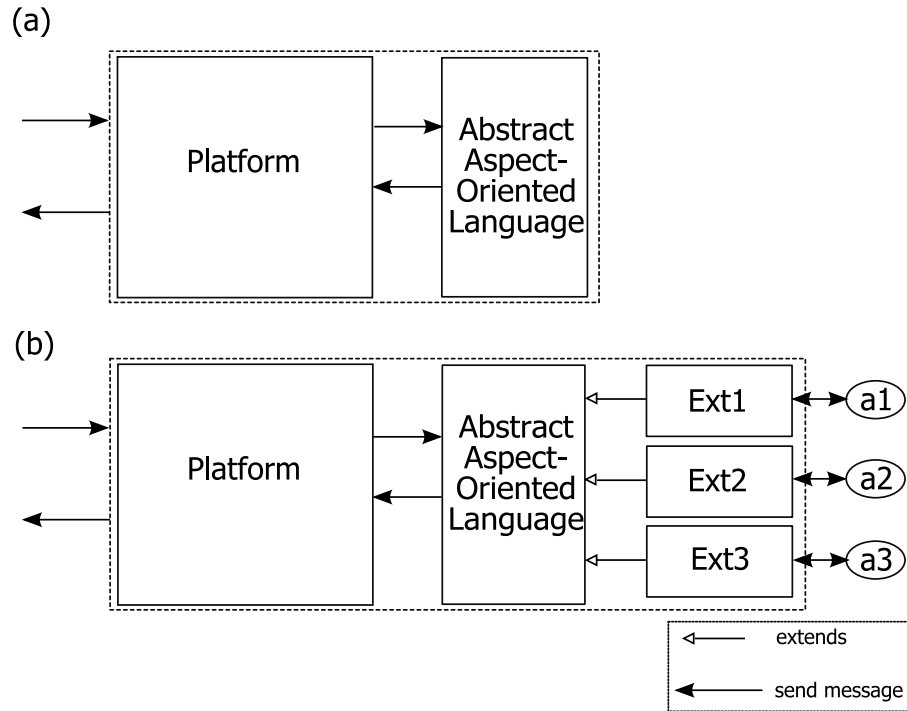 (a)
Platform
Abstract
Aspect-
Oriented
Language
(b)
Platform
Abstract
Aspect-
Oriented
Language
Ext1
a1
Ext2
a2
Ext3
a3
extends
send message